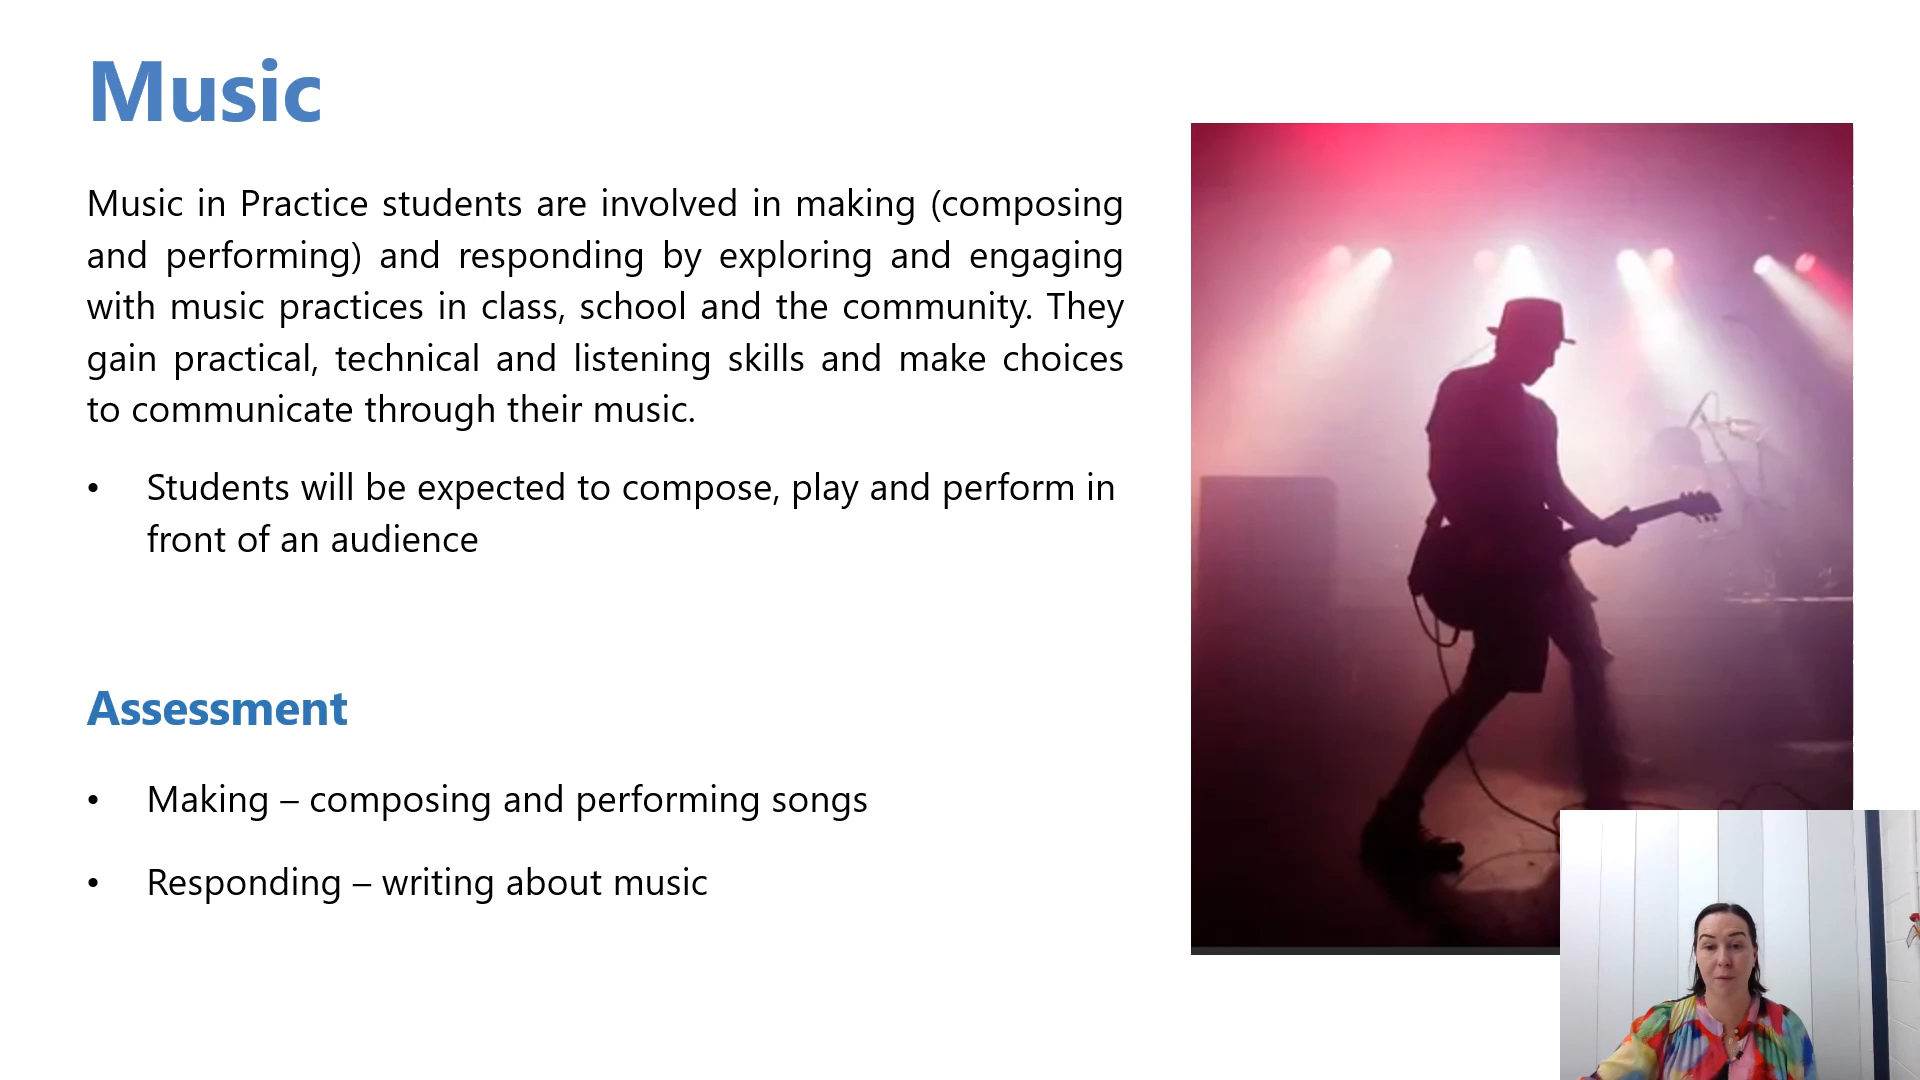 Music
Music in Practice students are involved in making (composing
and performing) and responding by exploring and engaging
with music practices in class, school and the community. They
gain practical, technical and listening skills and make choices
to communicate through their music.
• Students will be expected to compose, play and perform in
front of an audience
Assessment
• Making – composing and performing songs
• Responding – writing about music